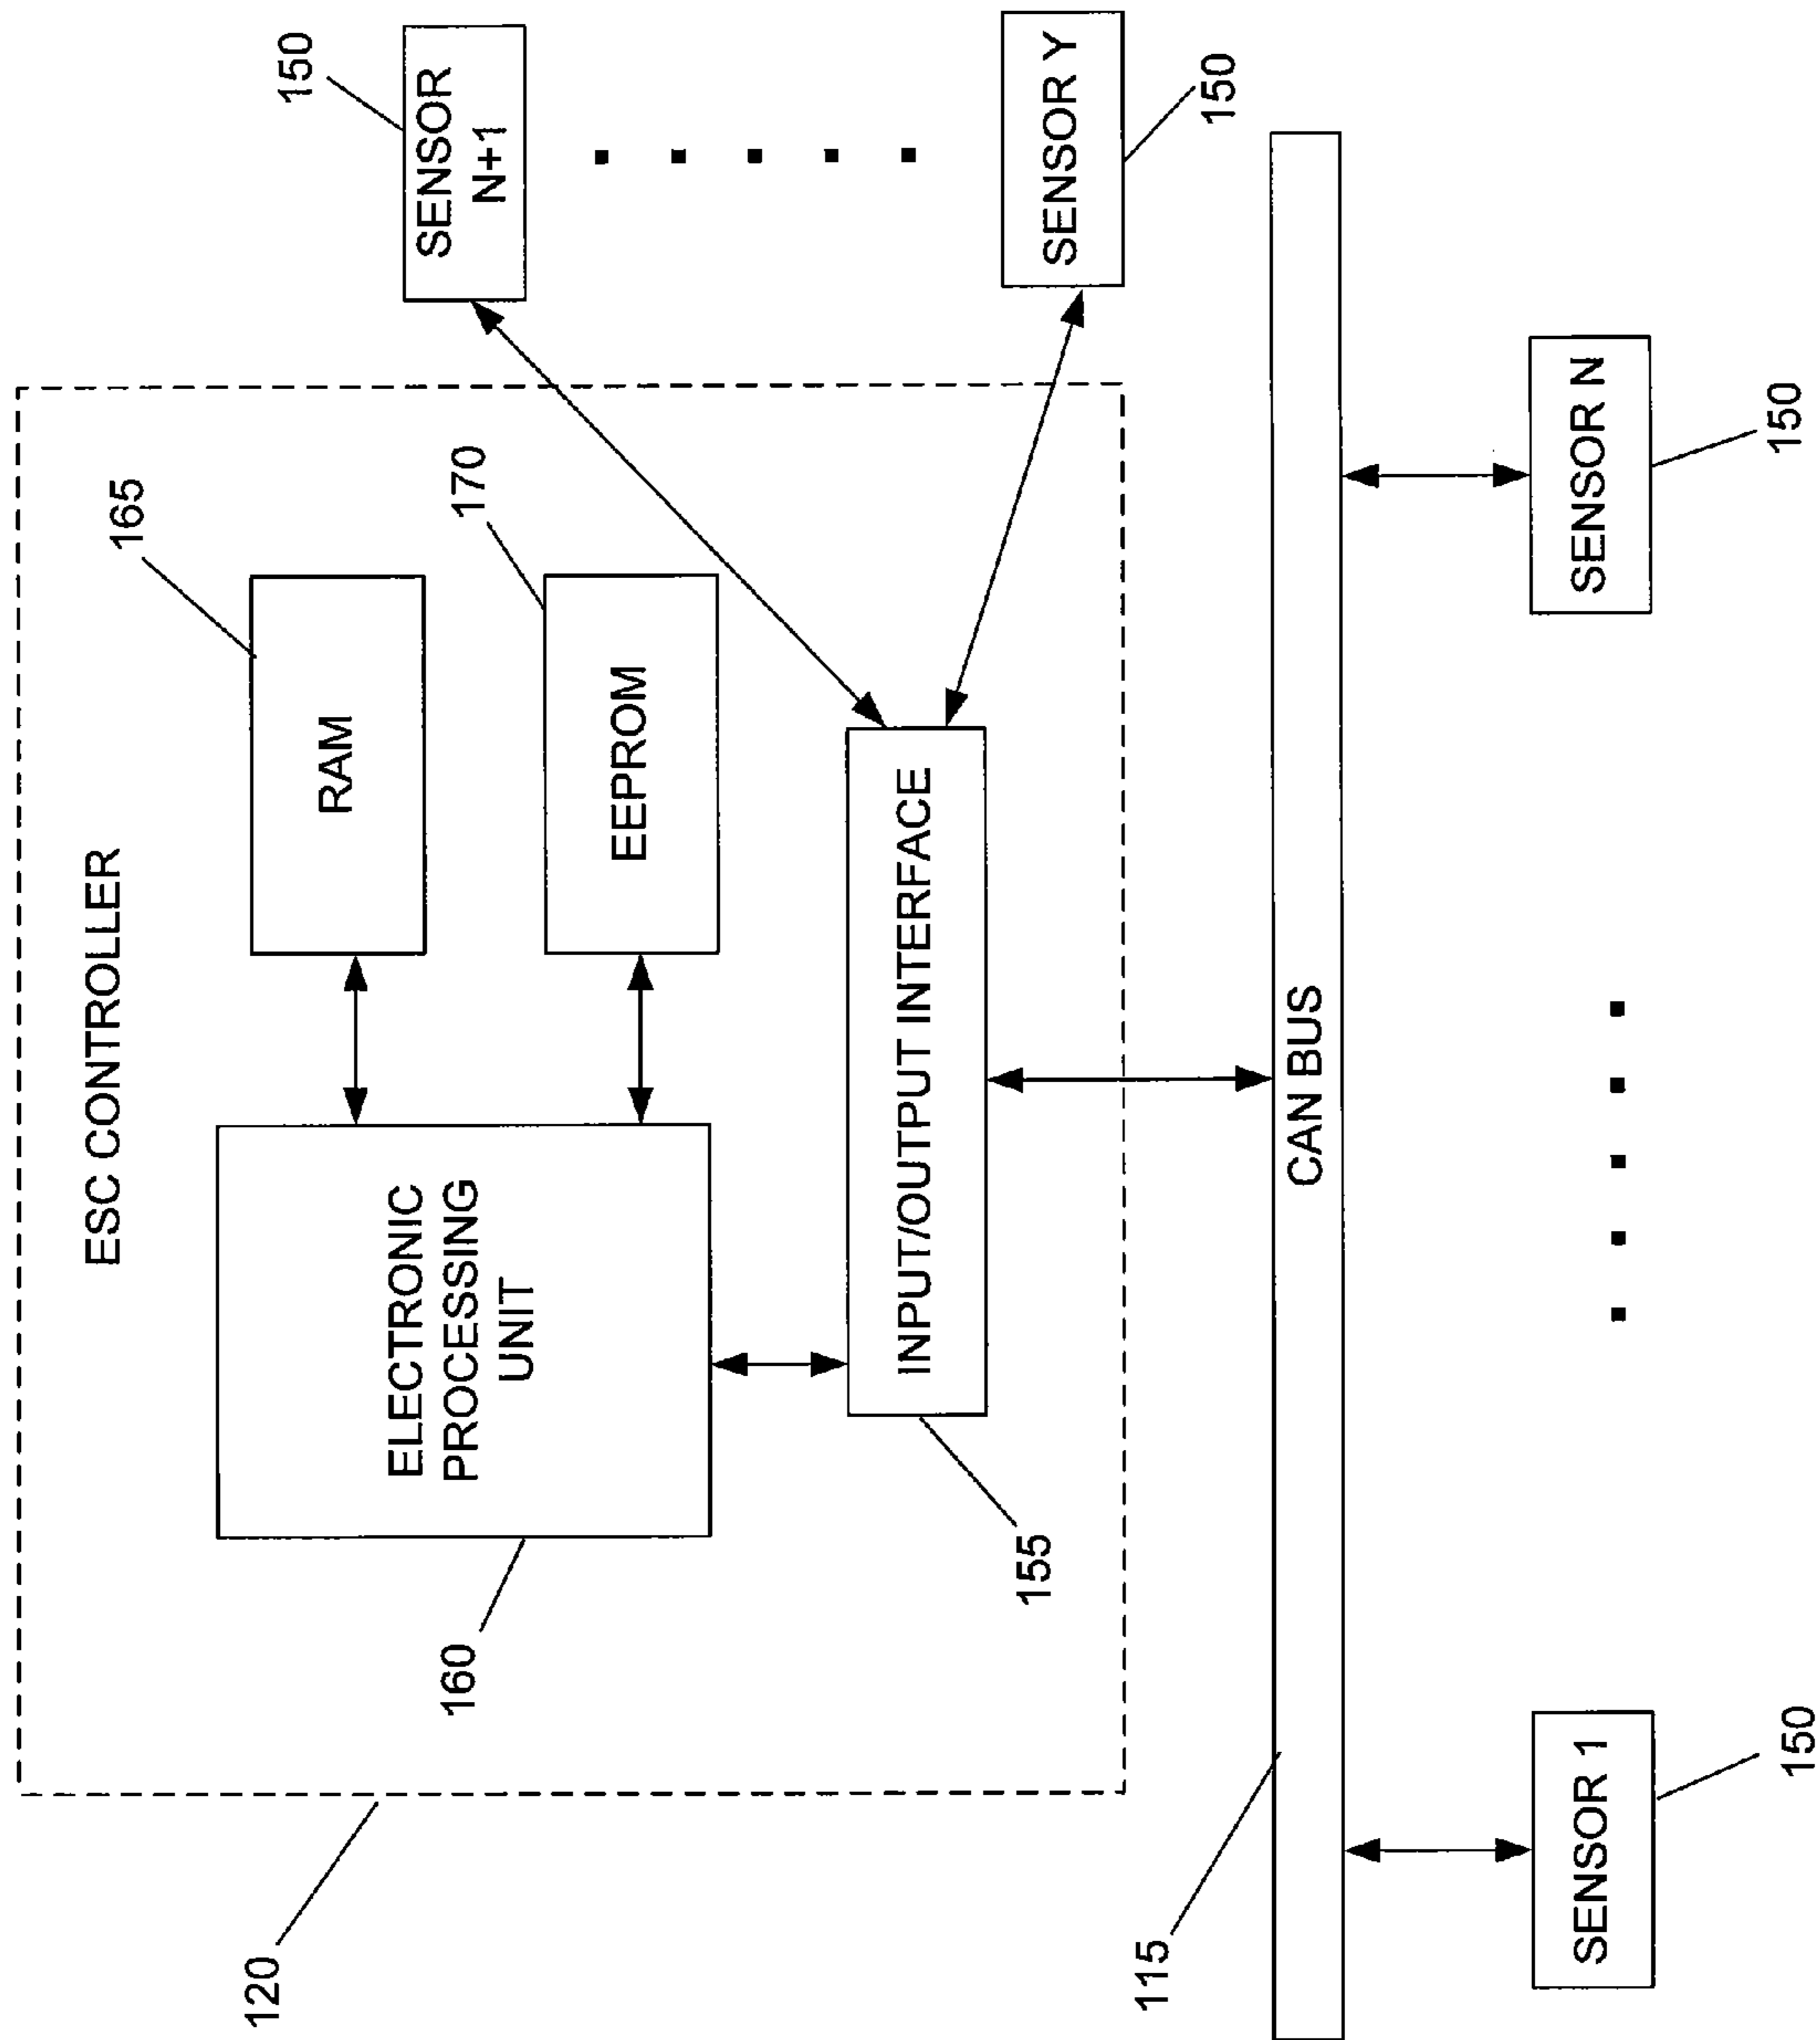 ESC CONTROLLER
120
160
ELECTRONIC
PROCESSING
UNIT
RAM
165
EEPROM
170
INPUT/OUTPUT INTERFACE
155
SENSOR
N+1
150
SENSOR Y
150
115
CAN BUS
SENSOR 1
150
SENSOR N
150